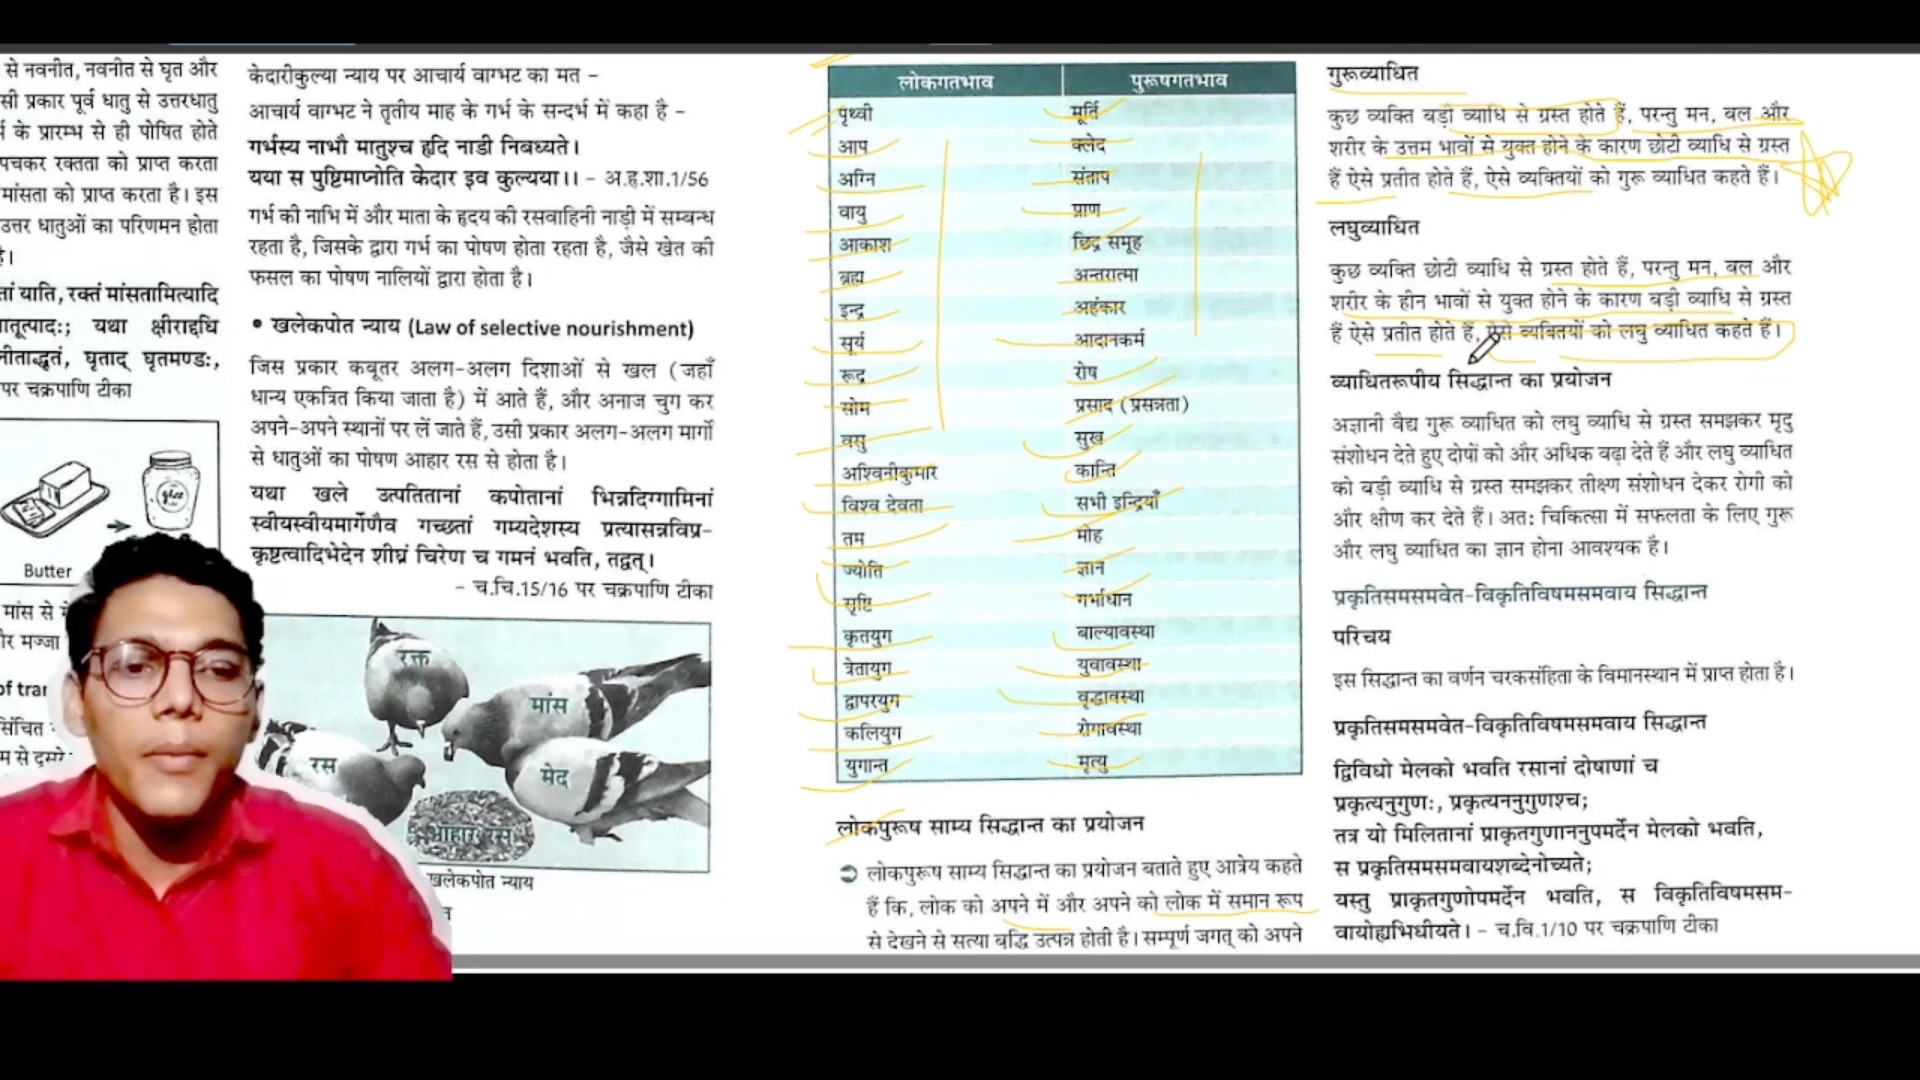 से नवनीत, नवनीत से घृत और
सी प्रकार पूर्व धातु से उत्तरधातु
के प्रारम्भ से ही पोषित होते
पचकर रक्तता को प्राप्त करता
मांसता को प्राप्त करता है। इस
उत्तर धातुओं का परिणमन होता
है।
तां याति, रक्तं मांसतामित्यादि
यथा क्षीराद्दधि
घृताद् घृतमण्डः,
पर चक्रपाणि टीका
ghee
Butter
मांस से
मज्जा
of tran
सिंचित
केदारीकुल्या न्याय पर आचार्य वाग्भट का मत –
आचार्य वाग्भट ने तृतीय माह के गर्भ के सन्दर्भ में कहा है –
गर्भस्य नाभौ मातुश्च हृदि नाडी निबध्यते।
यया स पुष्टिमाप्नोति केदार इव कुल्यया।। – अ.ह.शा.1/56
गर्भ की नाभि में और माता के हृदय की रसवाहिनी नाड़ी में सम्बन्ध
रहता है, जिसके द्वारा गर्भ का पोषण होता रहता है, जैसे खेत की
फसल का पोषण नालियों द्वारा होता है।
• खलेकपोत न्याय (Law of selective nourishment)
जिस प्रकार कबूतर अलग-अलग दिशाओं से खल (जहाँ
धान्य एकत्रित किया जाता है) में आते हैं, और अनाज चुग कर
अपने-अपने स्थानों पर लें जाते हैं, उसी प्रकार अलग-अलग मार्गो
से धातुओं का पोषण आहार रस से होता है।
यथा खले उत्पतितानां कपोतानां भिन्नदिग्गामिनां
स्वीयस्वीयमार्गेणैव गच्छतां गम्यदेशस्य प्रत्यासन्नविप्र-
कृष्टत्वादिभेदेन शीघ्रं चिरेण च गमनं भवति, तद्वत्।
– च.चि.15/16 पर चक्रपाणि टीका
रक्त
मांस
रस
मेद
आहार रस
खलेकपोत न्याय
लोकगतभाव पुरूषगतभाव
पृथ्वी मूर्ति
आप क्लेद
अग्नि संताप
वायु प्राण
आकाश छिद्र समूह
ब्रह्म अन्तरात्मा
इन्द्र अहंकार
सूर्य आदानकर्म
रूद्र रोष
सोम प्रसाद (प्रसन्नता)
वसु सुख
अश्विनीकुमार कान्ति
विश्व देवता सभी इन्द्रियाँ
तम मोह
ज्योति ज्ञान
सृष्टि गर्भाधान
कृतयुग बाल्यावस्था
त्रेतायुग युवावस्था
द्वापरयुग वृद्धावस्था
कलियुग रोगावस्था
युगान्त मृत्यु
लोकपुरूष साम्य सिद्धान्त का प्रयोजन
लोकपुरूष साम्य सिद्धान्त का प्रयोजन बताते हुए आत्रेय कहते
हैं कि, लोक को अपने में और अपने को लोक में समान रूप
से देखने से सत्या बुद्धि उत्पन्न होती है। सम्पूर्ण जगत् को अपने
गुरूव्याधित
कुछ व्यक्ति बड़ी व्याधि से ग्रस्त होते हैं, परन्तु मन, बल और
शरीर के उत्तम भावों से युक्त होने के कारण छोटी व्याधि से ग्रस्त
हैं ऐसे प्रतीत होते हैं, ऐसे व्यक्तियों को गुरू व्याधित कहते हैं।
लघुव्याधित
कुछ व्यक्ति छोटी व्याधि से ग्रस्त होते हैं, परन्तु मन, बल और
शरीर के हीन भावों से युक्त होने के कारण बड़ी व्याधि से ग्रस्त
हैं ऐसे प्रतीत होते हैं, ऐसे व्यक्तियों को लघु व्याधित कहते हैं।
व्याधितरूपीय सिद्धान्त का प्रयोजन
अज्ञानी वैद्य गुरू व्याधित को लघु व्याधि से ग्रस्त समझकर मृदु
संशोधन देते हुए दोषों को और अधिक बढ़ा देते हैं और लघु व्याधित
को बड़ी व्याधि से ग्रस्त समझकर तीक्ष्ण संशोधन देकर रोगी को
और क्षीण कर देते हैं। अतः चिकित्सा में सफलता के लिए गुरू
और लघु व्याधित का ज्ञान होना आवश्यक है।
प्रकृतिसमसमवेत-विकृतिविषमसमवाय सिद्धान्त
परिचय
इस सिद्धान्त का वर्णन चरकसंहिता के विमानस्थान में प्राप्त होता है।
प्रकृतिसमसमवेत-विकृतिविषमसमवाय सिद्धान्त
द्विविधो मेलको भवति रसानां दोषाणां च
प्रकृत्यनुगुणः, प्रकृत्यननुगुणश्च;
तत्र यो मिलितानां प्राकृतगुणाननुपमर्देन मेलको भवति,
स प्रकृतिसमसमवायशब्देनोच्यते;
यस्तु प्राकृतगुणोपमर्देन भवति, स विकृतिविषमसम-
वायोह्यभिधीयते। – च.वि.1/10 पर चक्रपाणि टीका